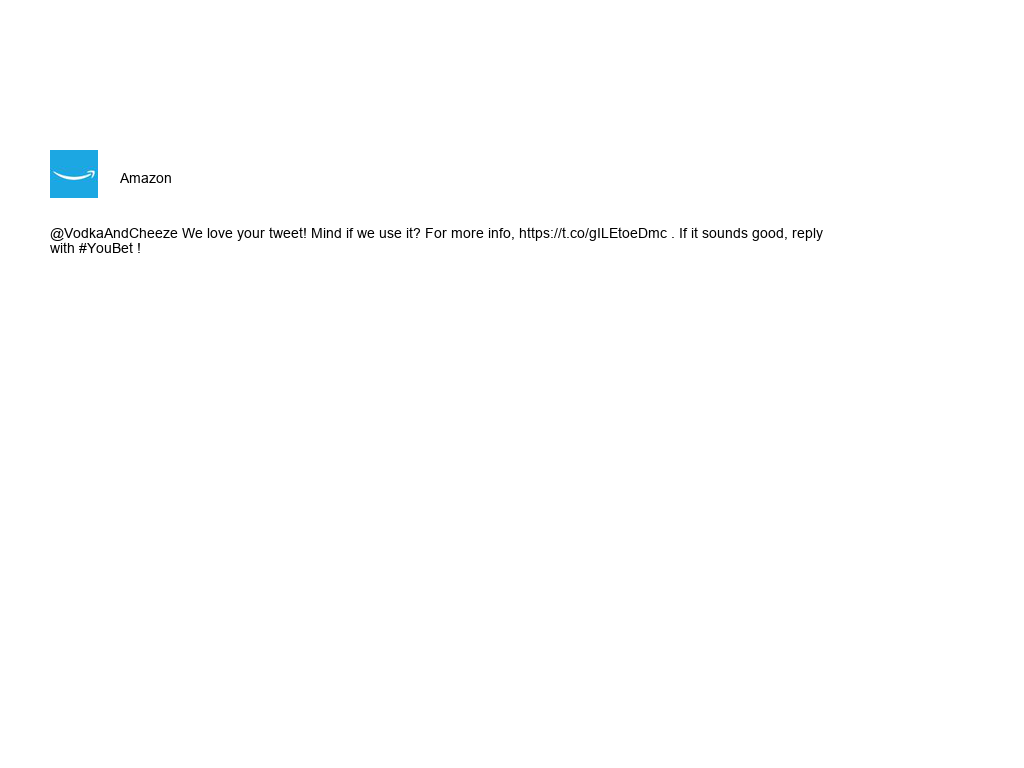 Amazon
@VodkaAndCheeze We love your tweet! Mind if we use it? For more info, https://t.co/gILEtoeDmc . If it sounds good, reply
with #YouBet !